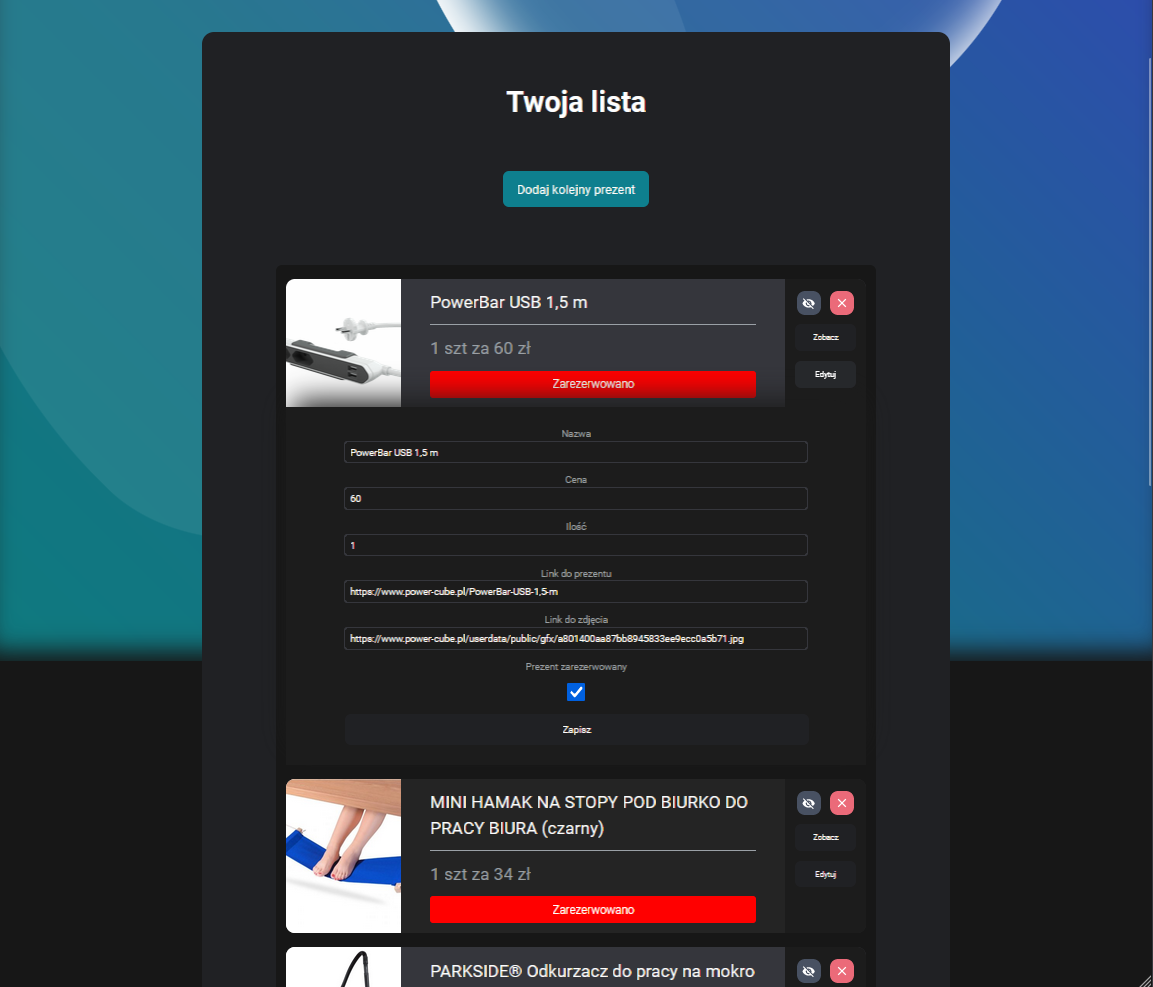 Twoja lista
Dodaj kolejny prezent
PowerBar USB 1,5 m
1 szt za 60 zł
Zarezerwowano
Zobacz
Edytuj
Nazwa
PowerBar USB 1,5 m
Cena
60
Ilość
1
Link do prezentu
https://www.power-cube.pl/PowerBar-USB-1,5-m
Link do zdjęcia
https://www.power-cube.pl/userdata/public/gfx/a801400aa87bb8945833ee9ecc0a5b71.jpg
Prezent zarezerwowany
Zapisz
MINI HAMAK NA STOPY POD BIURKO DO
PRACY BIURA (czarny)
1 szt za 34 zł
Zarezerwowano
Zobacz
Edytuj
PARKSIDE® Odkurzacz do pracy na mokro